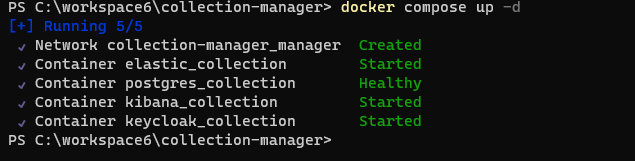 PS C:\workspace6\collection-manager> docker compose up -d
[+] Running 5/5
✓ Network collection-manager_manager Created
✓ Container elastic_collection Started
✓ Container postgres_collection Healthy
✓ Container kibana_collection Started
✓ Container keycloak_collection Started
PS C:\workspace6\collection-manager>